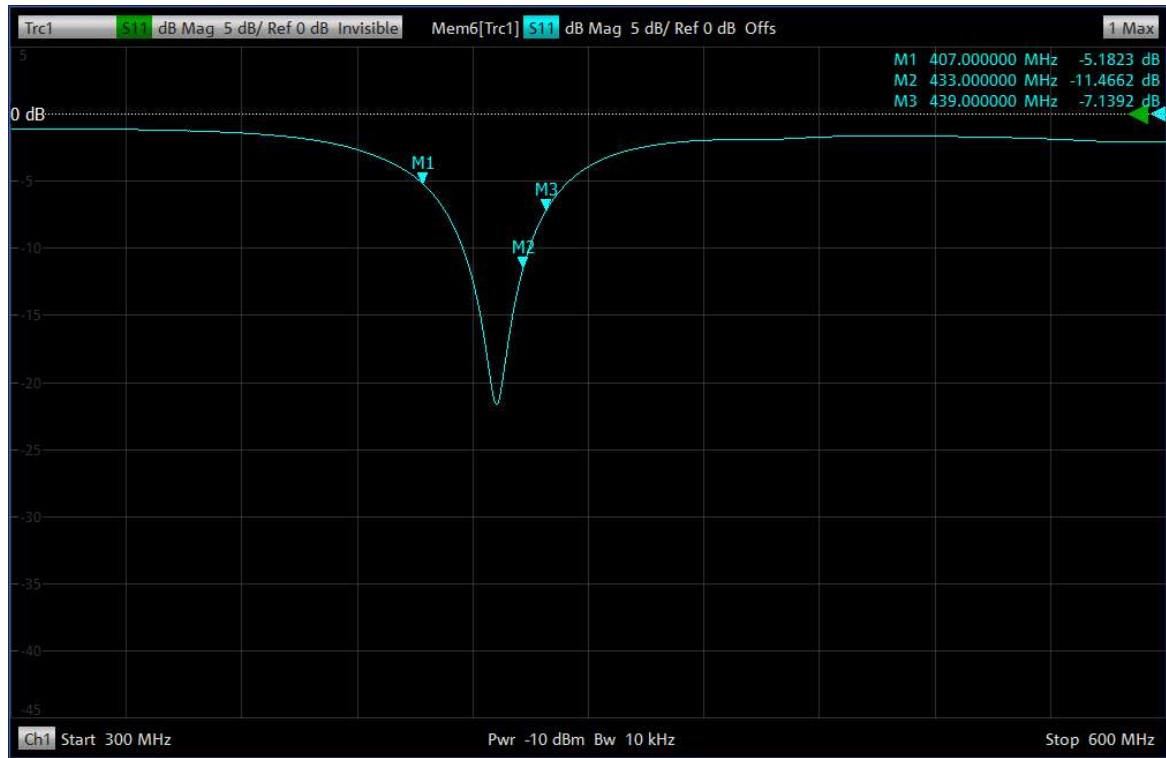 Trc1 S11 dB Mag 5 dB/ Ref 0 dB Invisible Mem6[Trc1] S11 dB Mag 5 dB/ Ref 0 dB Offs 1 Max
5
M1 407.000000 MHz -5.1823 dB
M2 433.000000 MHz -11.4662 dB
M3 439.000000 MHz -7.1392 dB
0 dB
M1
-5
M3
-10
M2
-15
-20
-25
-30
-35
-40
-45
Ch1 Start 300 MHz Pwr -10 dBm Bw 10 kHz Stop 600 MHz